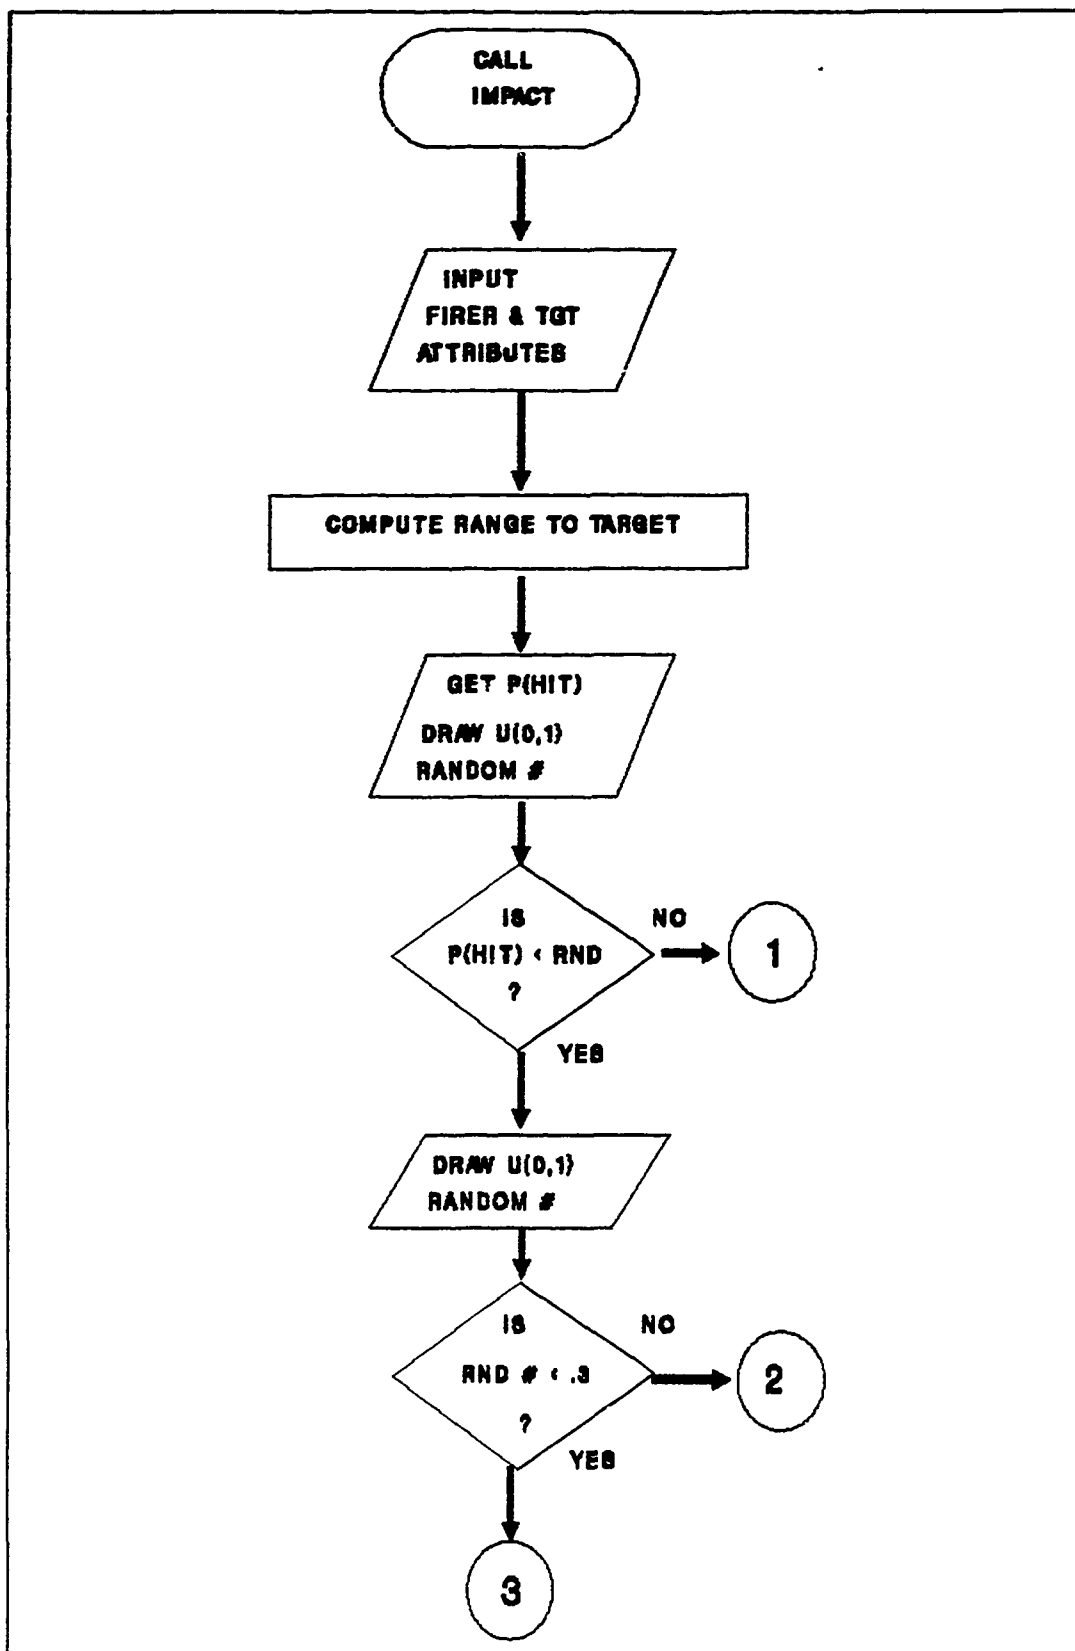 CALL
IMPACT
INPUT
FIRER & TGT
ATTRIBUTES
COMPUTE RANGE TO TARGET
GET P(HIT)
DRAW U(0,1)
RANDOM #
IS
P(HIT) < RND
?
NO
1
YES
DRAW U(0,1)
RANDOM #
IS
RND # < .3
?
NO
2
YES
3